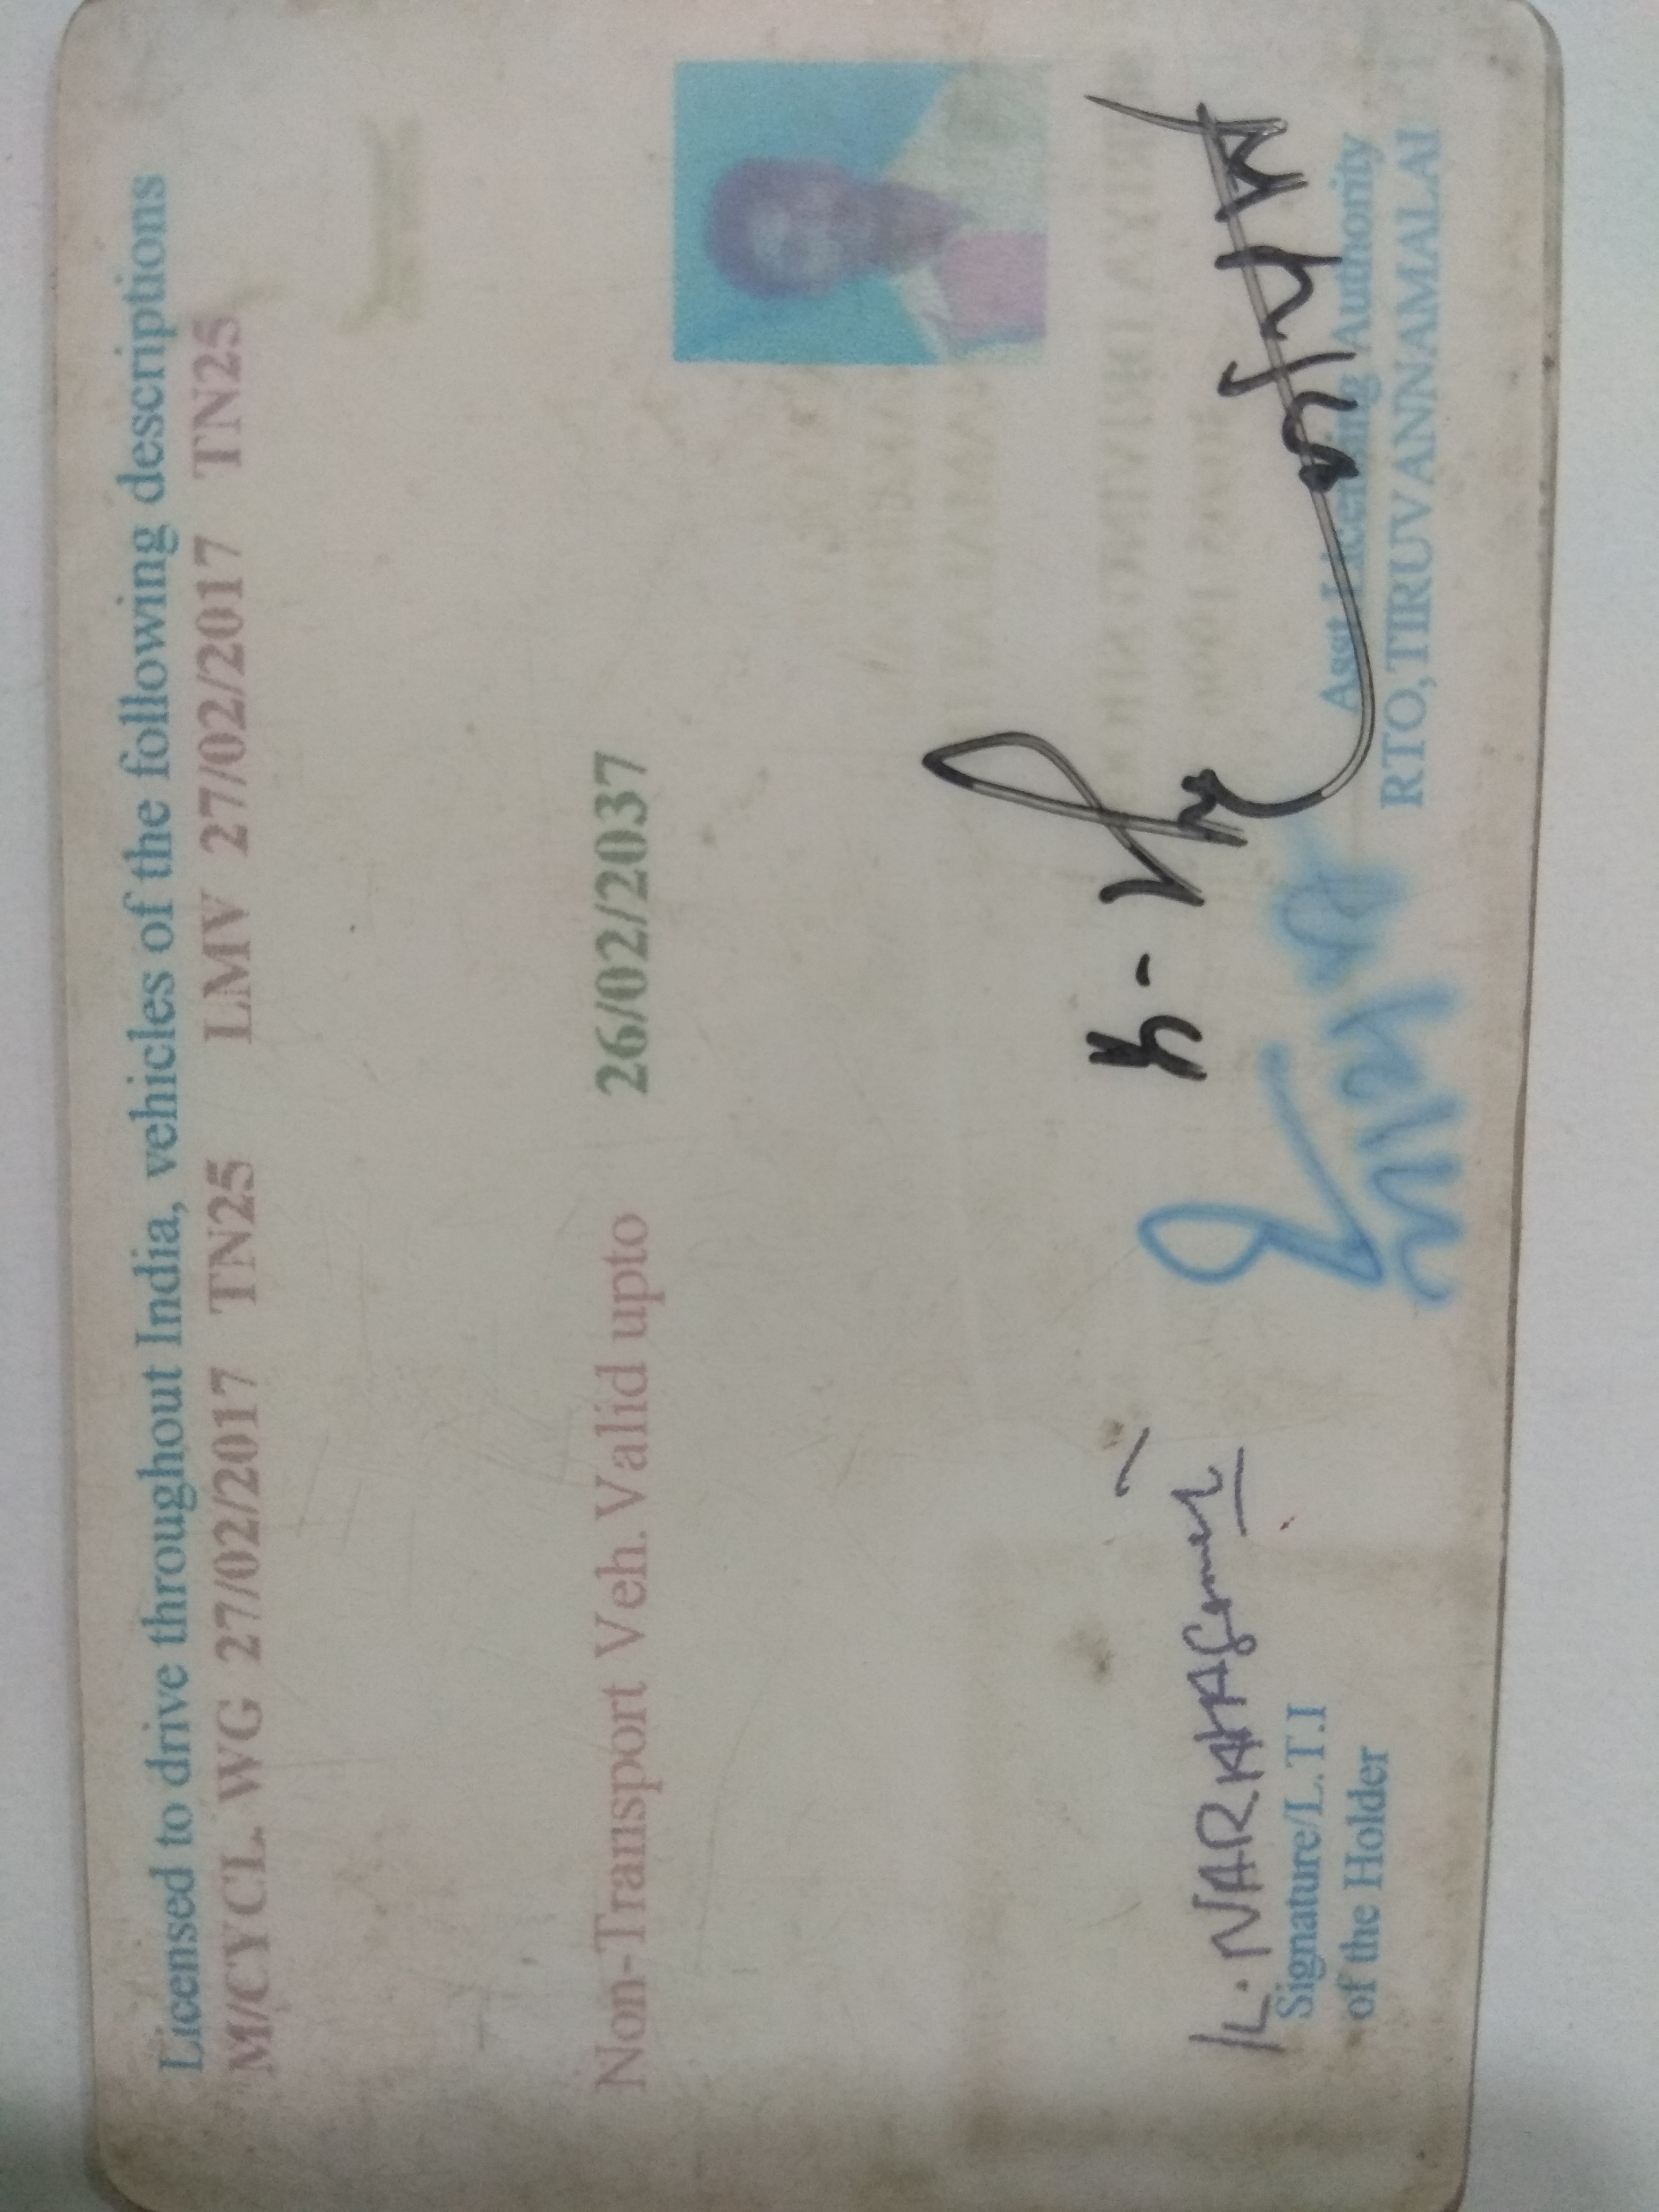 Licensed to drive throughout India, vehicles of the following descriptions
M/CYCL.WG 27/02/2017 TN25 LMV 27/02/2017 TN25
Non-Transport Veh. Valid upto 26/02/2037
Signature/L.T.I
of the Holder
Asst Licensing Authority
RTO, TIRUVANNAMALAI